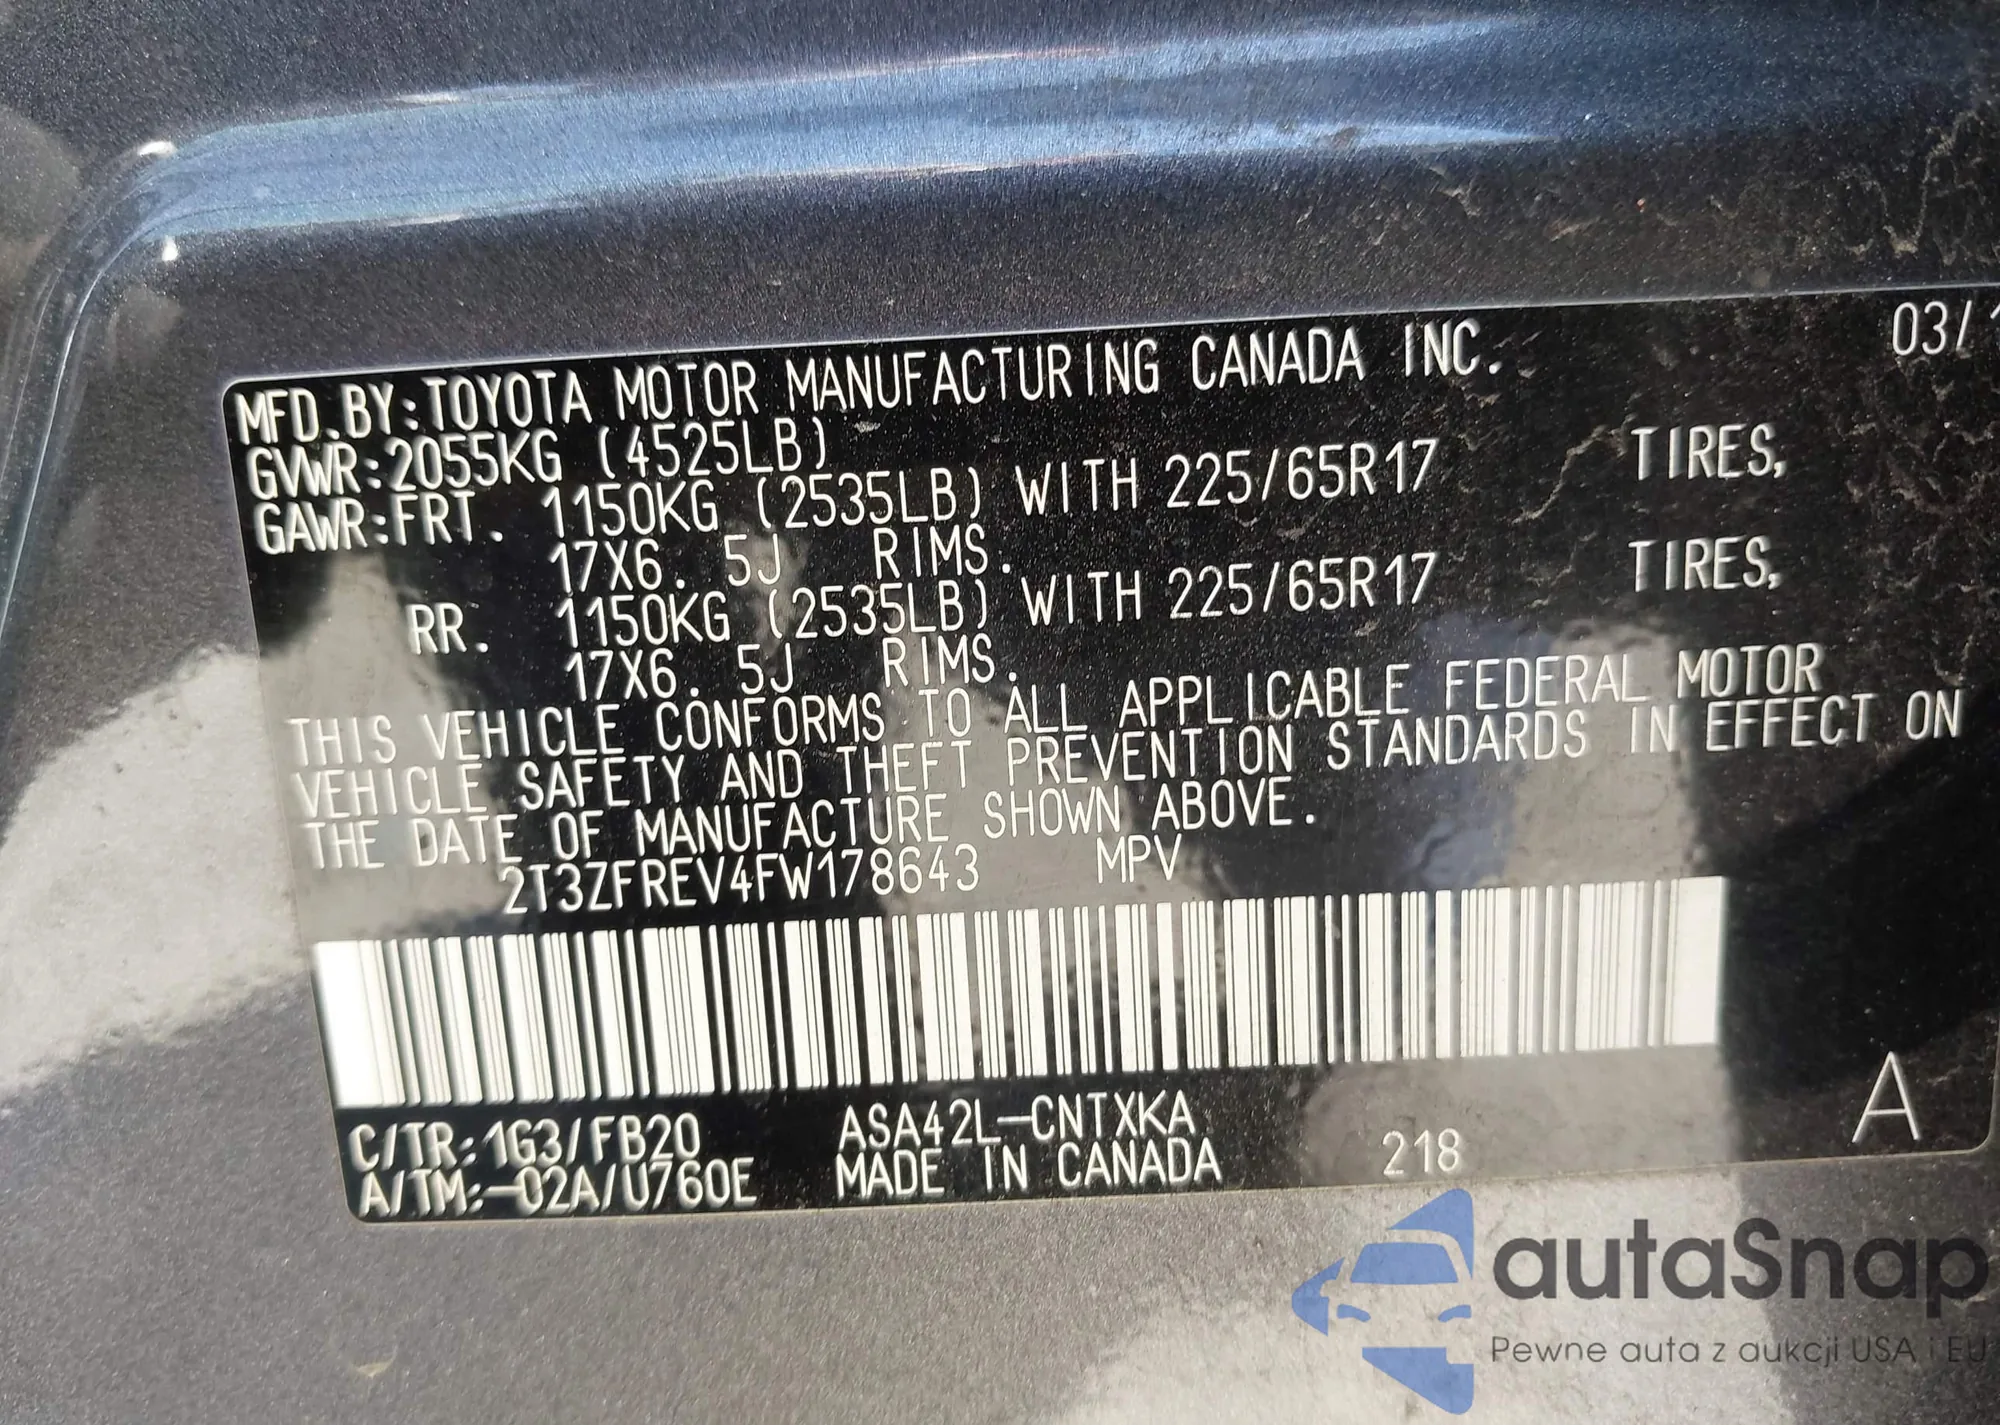 03/1
MFD. BY:TOYOTA MOTOR MANUFACTURING CANADA INC.
GVWR:2055KG (4525LB)
GAWR:FRT. 1150KG (2535LB) WITH 225/65R17 TIRES,
17X6. 5J RIMS.
RR. 1150KG (2535LB) WITH 225/65R17 TIRES,
17X6. 5J RIMS.
THIS VEHICLE CONFORMS TO ALL APPLICABLE FEDERAL MOTOR
VEHICLE SAFETY AND THEFT PREVENTION STANDARDS IN EFFECT ON
THE DATE OF MANUFACTURE SHOWN ABOVE.
2T3ZFREV4FW178643 MPV
C/TR:1G3/FB20 ASA42L-CNTXKA
A/TM:-02A/U760E MADE IN CANADA 218 A
autaSnap
Pewne auta z aukcji USA i EU